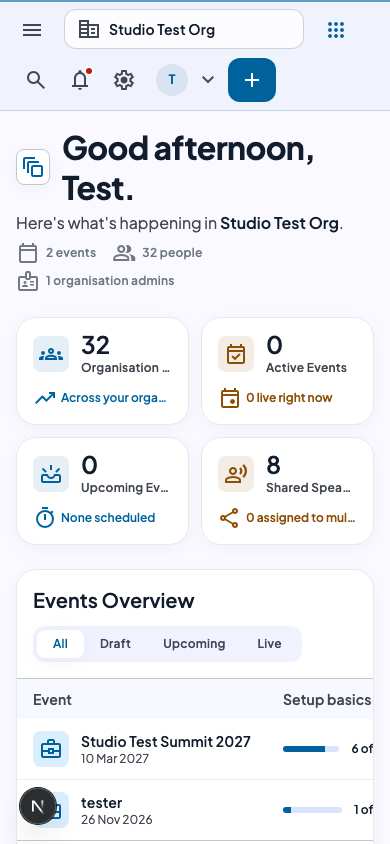 Studio Test Org
T
Good afternoon,
Test.
Here's what's happening in Studio Test Org.
2 events 32 people
1 organisation admins
32
Organisation ...
Across your orga...
0
Active Events
0 live right now
0
Upcoming Ev...
None scheduled
8
Shared Spea...
0 assigned to mul...
Events Overview
All Draft Upcoming Live
Event Setup basics
Studio Test Summit 2027
10 Mar 2027
6 of
tester
26 Nov 2026
1 of
N